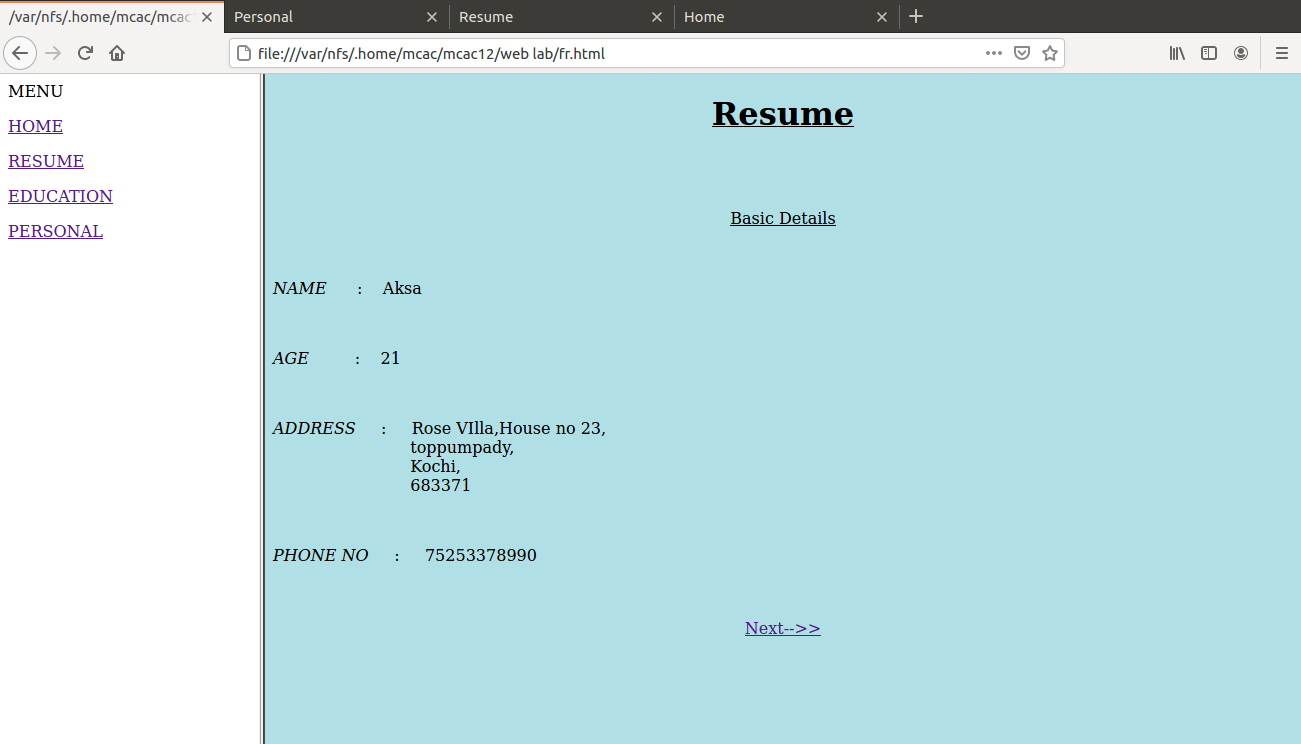 /var/nfs/.home/mcac/mcac1
Personal
Resume
Home
file:///var/nfs/.home/mcac/mcac12/web lab/fr.html
MENU
HOME
RESUME
EDUCATION
PERSONAL
Resume
Basic Details
NAME : Aksa
AGE : 21
ADDRESS : Rose VIlla,House no 23,
toppumpady,
Kochi,
683371
PHONE NO : 75253378990
Next-->>